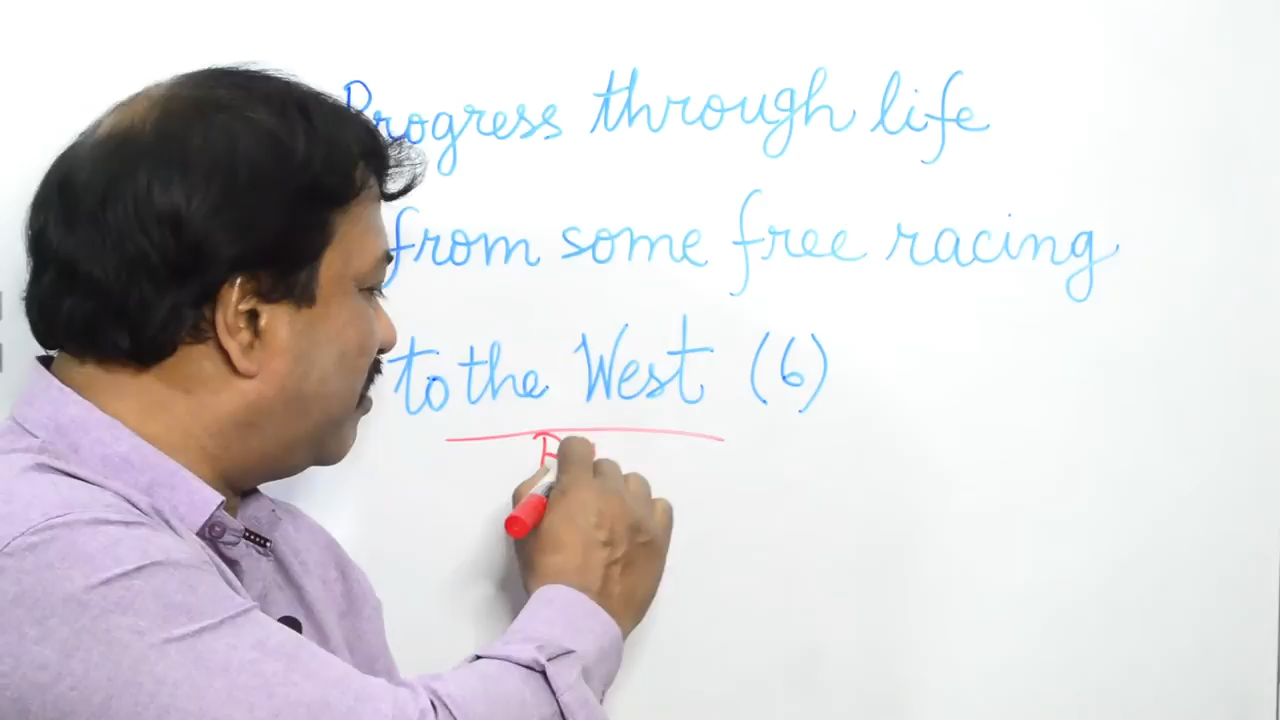 Progress through life
from some free racing
to the West (6)